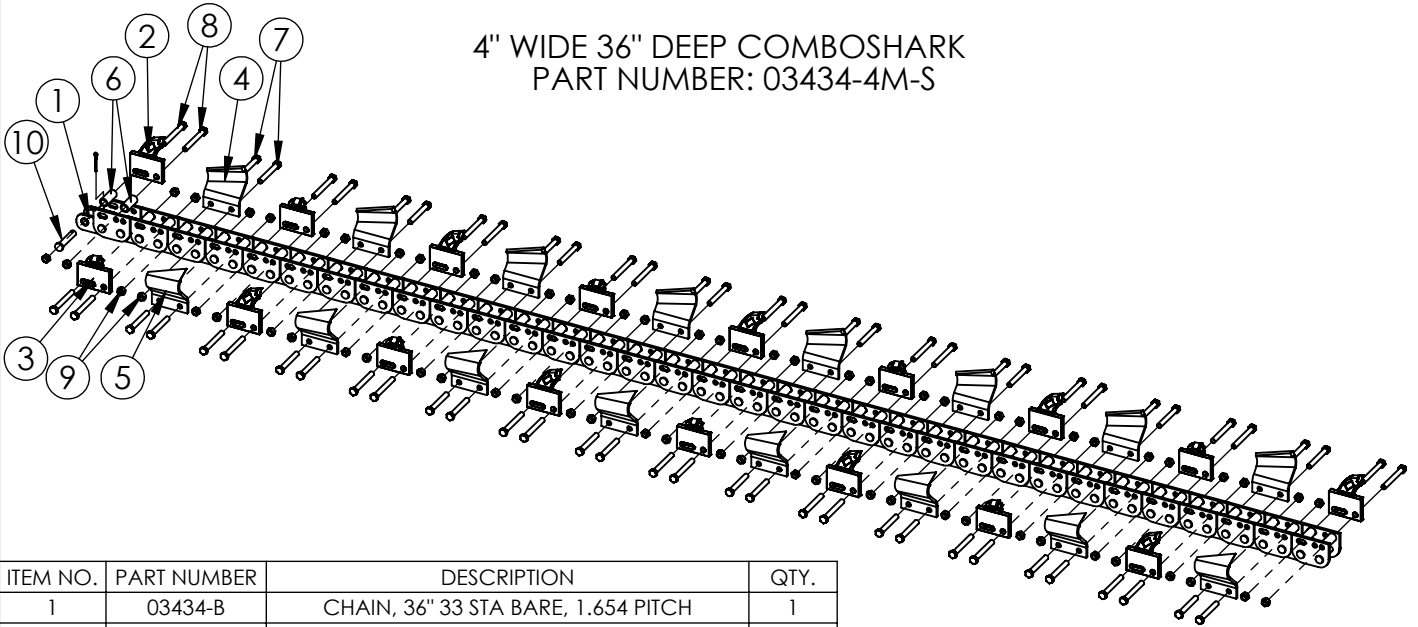 4" WIDE 36" DEEP COMBOSHARK
PART NUMBER: 03434-4M-S
2
8
7
6
4
1
10
3
9
5
ITEM NO. PART NUMBER DESCRIPTION QTY.
1 03434-B CHAIN, 36" 33 STA BARE, 1.654 PITCH 1